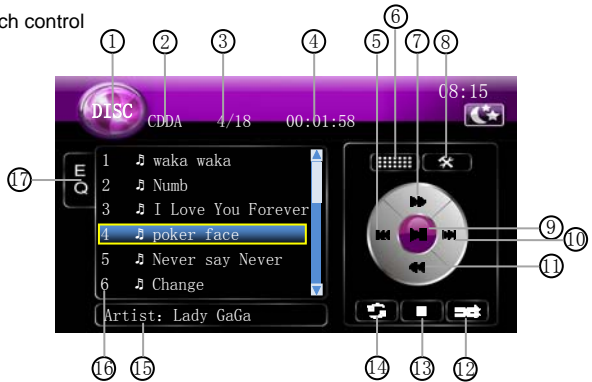 ch control
① ② ③ ④ ⑤ ⑥ ⑦ ⑧
DISC CDDA 4/18 00:01:58 08:15
⑰ EQ
1 waka waka
2 Numb
3 I Love You Forever
4 poker face
5 Never say Never
6 Change
⑨
⑩
⑪
Artist: Lady GaGa
⑯ ⑮ ⑭ ⑬ ⑫